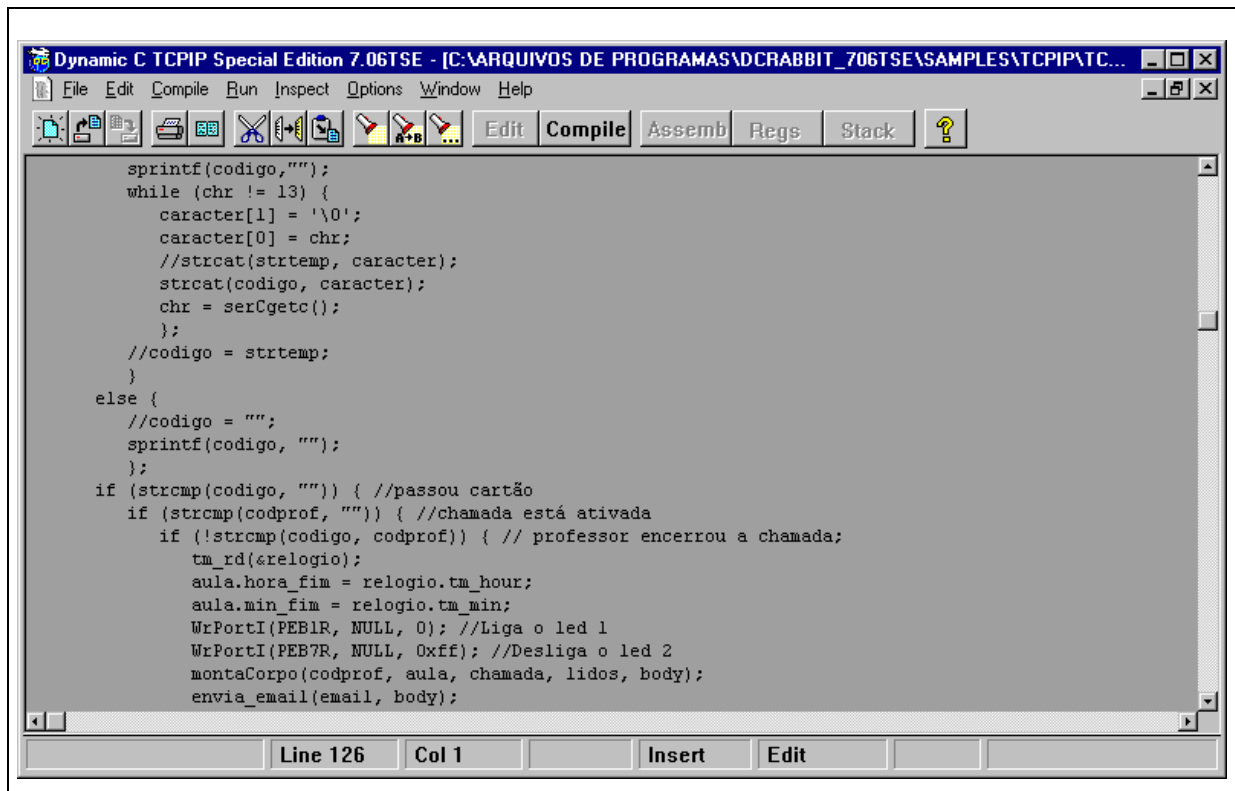 Dynamic C TCPIP Special Edition 7.06TSE - [C:\ARQUIVOS DE PROGRAMAS\DCRABBIT_706TSE\SAMPLES\TCPIP\TC...
File Edit Compile Run Inspect Options Window Help
A+B Edit Compile Assemb Regs Stack
sprintf(codigo,"");
while (chr != 13) {
caracter[1] = '\0';
caracter[0] = chr;
//strcat(strtemp, caracter);
strcat(codigo, caracter);
chr = serCgetc();
};
//codigo = strtemp;
}
else {
//codigo = "";
sprintf(codigo, "");
};
if (strcmp(codigo, "")) { //passou cartão
if (strcmp(codprof, "")) { //chamada está ativada
if (!strcmp(codigo, codprof)) { // professor encerrou a chamada;
tm_rd(&relogio);
aula.hora_fim = relogio.tm_hour;
aula.min_fim = relogio.tm_min;
WrPortI(PEB1R, NULL, 0); //Liga o led 1
WrPortI(PEB7R, NULL, 0xff); //Desliga o led 2
montaCorpo(codprof, aula, chamada, lidos, body);
envia_email(email, body);
Line 126 Col 1 Insert Edit